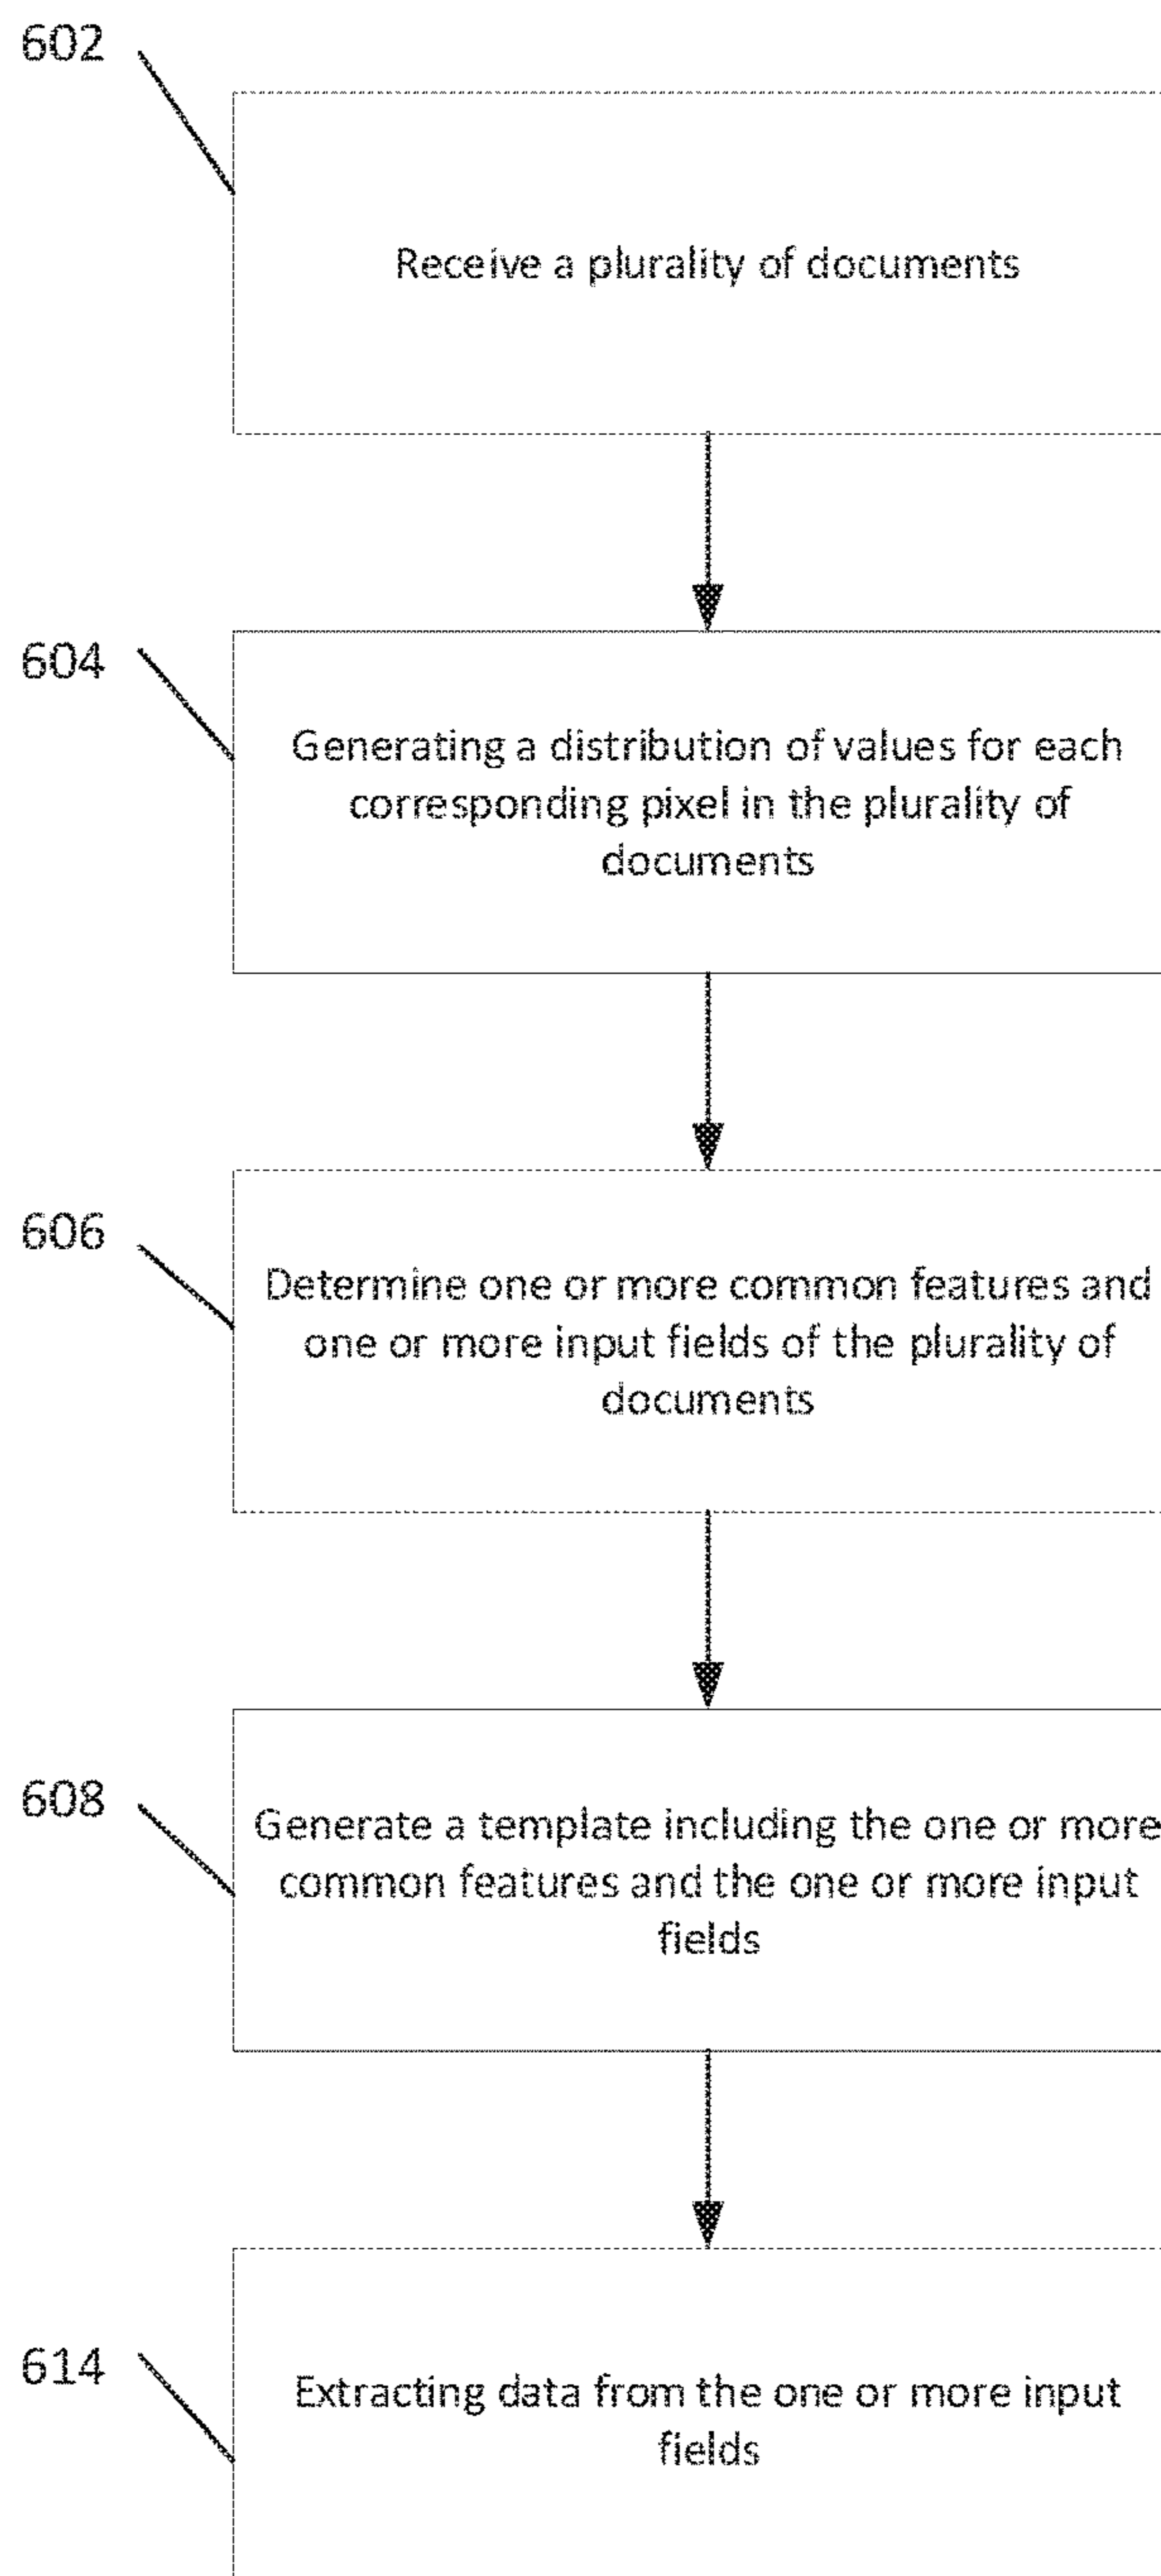 602
Receive a plurality of documents
604
Generating a distribution of values for each
corresponding pixel in the plurality of
documents
606
Determine one or more common features and
one or more input fields of the plurality of
documents
608
Generate a template including the one or more
common features and the one or more input
fields
614
Extracting data from the one or more input
fields